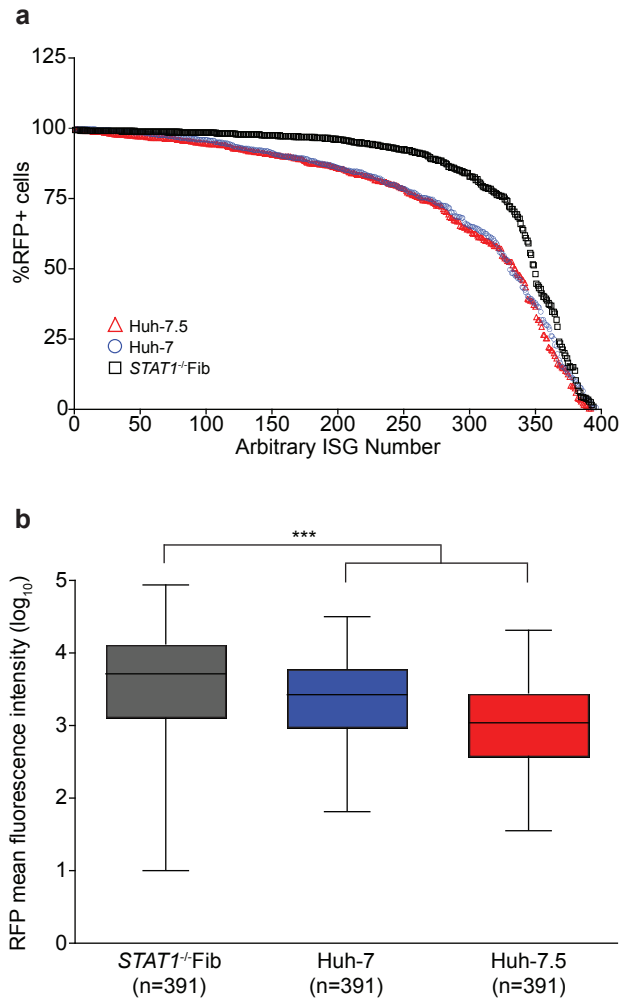 a
125
100
75
50
25
0
%RFP+ cells
Huh-7.5
Huh-7
STAT1-/-Fib
0 50 100 150 200 250 300 350 400
Arbitrary ISG Number
b
***
RFP mean fluorescence intensity (log10)
5
4
3
2
1
0
STAT1-/-Fib Huh-7 Huh-7.5
(n=391) (n=391) (n=391)